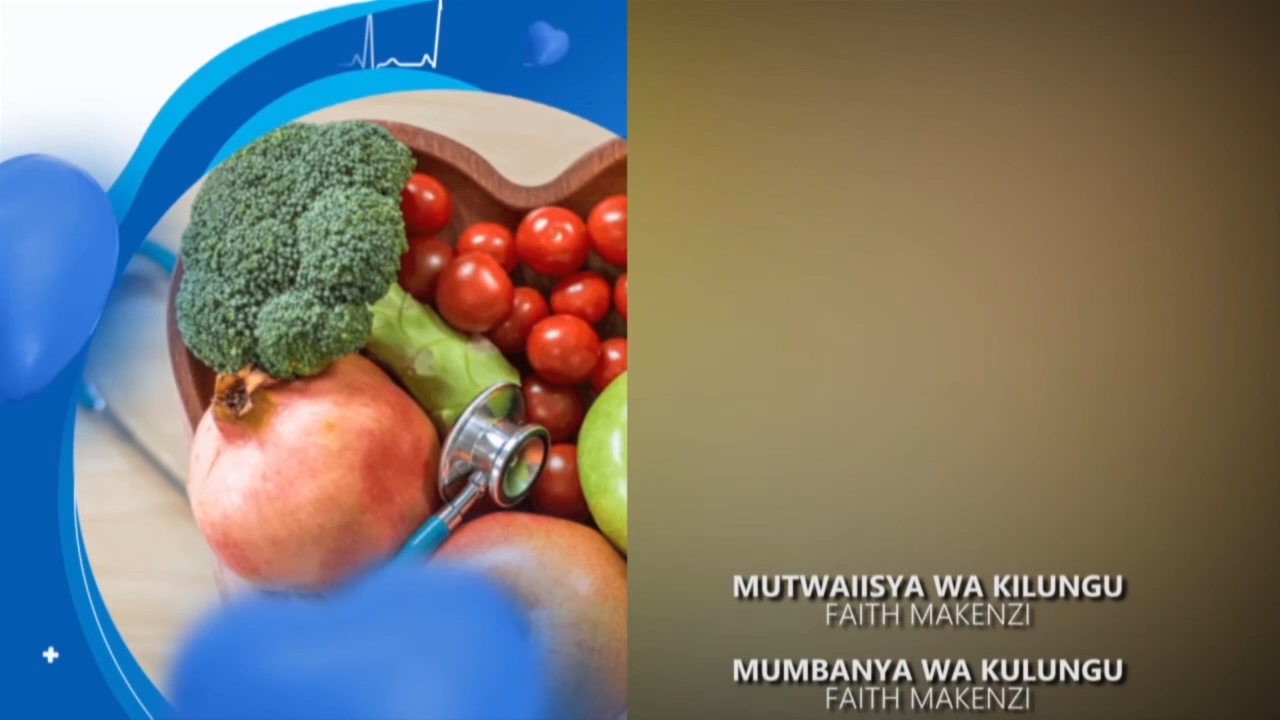 MUTWAIISYA WA KILUNGU
FAITH MAKENZI
MUMBANYA WA KULUNGU
FAITH MAKENZI